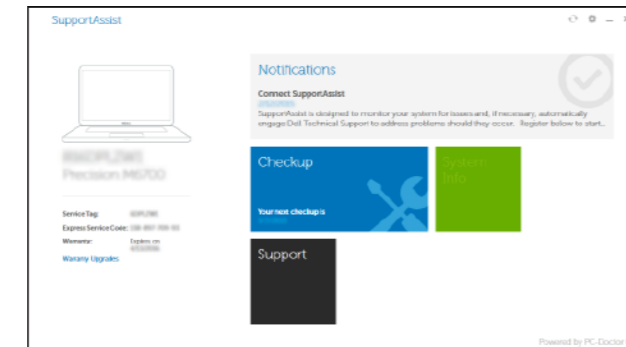 SupportAssist
Notifications
Connect SupportAssist
SupportAssist is designed to monitor your system for issues and, if necessary, automatically
engage Dell Technical Support to address problems should they occur. Register below to start...
Precision M6700
Service Tag:
Express Service Code:
Warranty: Expires on
Warranty Upgrades
Checkup
Your next checkup is
System
Info
Support
Powered by PC-Doctor